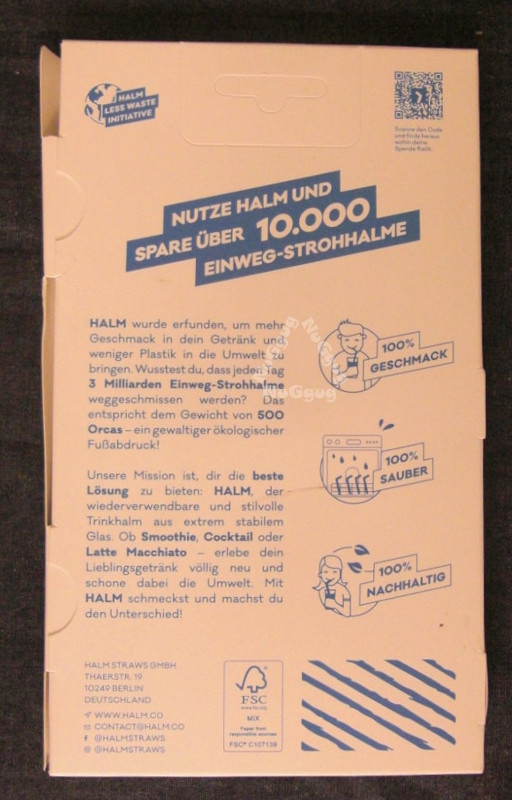 HALM
LESS WASTE
INITIATIVE
Scanne den Code
und finde heraus
wohin deine
Spende fließt.
NUTZE HALM UND
SPARE ÜBER 10.000
EINWEG-STROHHALME
HALM wurde erfunden, um mehr
Geschmack in dein Getränk und
weniger Plastik in die Umwelt zu
bringen. Wusstest du, dass jeden Tag
3 Milliarden Einweg-Strohhalme
weggeschmissen werden? Das
entspricht dem Gewicht von 500
Orcas – ein gewaltiger ökologischer
Fußabdruck!
Unsere Mission ist, dir die beste
Lösung zu bieten: HALM, der
wiederverwendbare und stilvolle
Trinkhalm aus extrem stabilem
Glas. Ob Smoothie, Cocktail oder
Latte Macchiato – erlebe dein
Lieblingsgetränk völlig neu und
schone dabei die Umwelt. Mit
HALM schmeckst und machst du
den Unterschied!
100%
GESCHMACK
100%
SAUBER
100%
NACHHALTIG
NuGgug NuGgug NuGgug
HALM STRAWS GMBH
THAERSTR. 19
10249 BERLIN
DEUTSCHLAND
WWW.HALM.CO
CONTACT@HALM.CO
@HALMSTRAWS
@HALMSTRAWS
FSC
www.fsc.org
MIX
Paper from
responsible sources
FSC® C107139